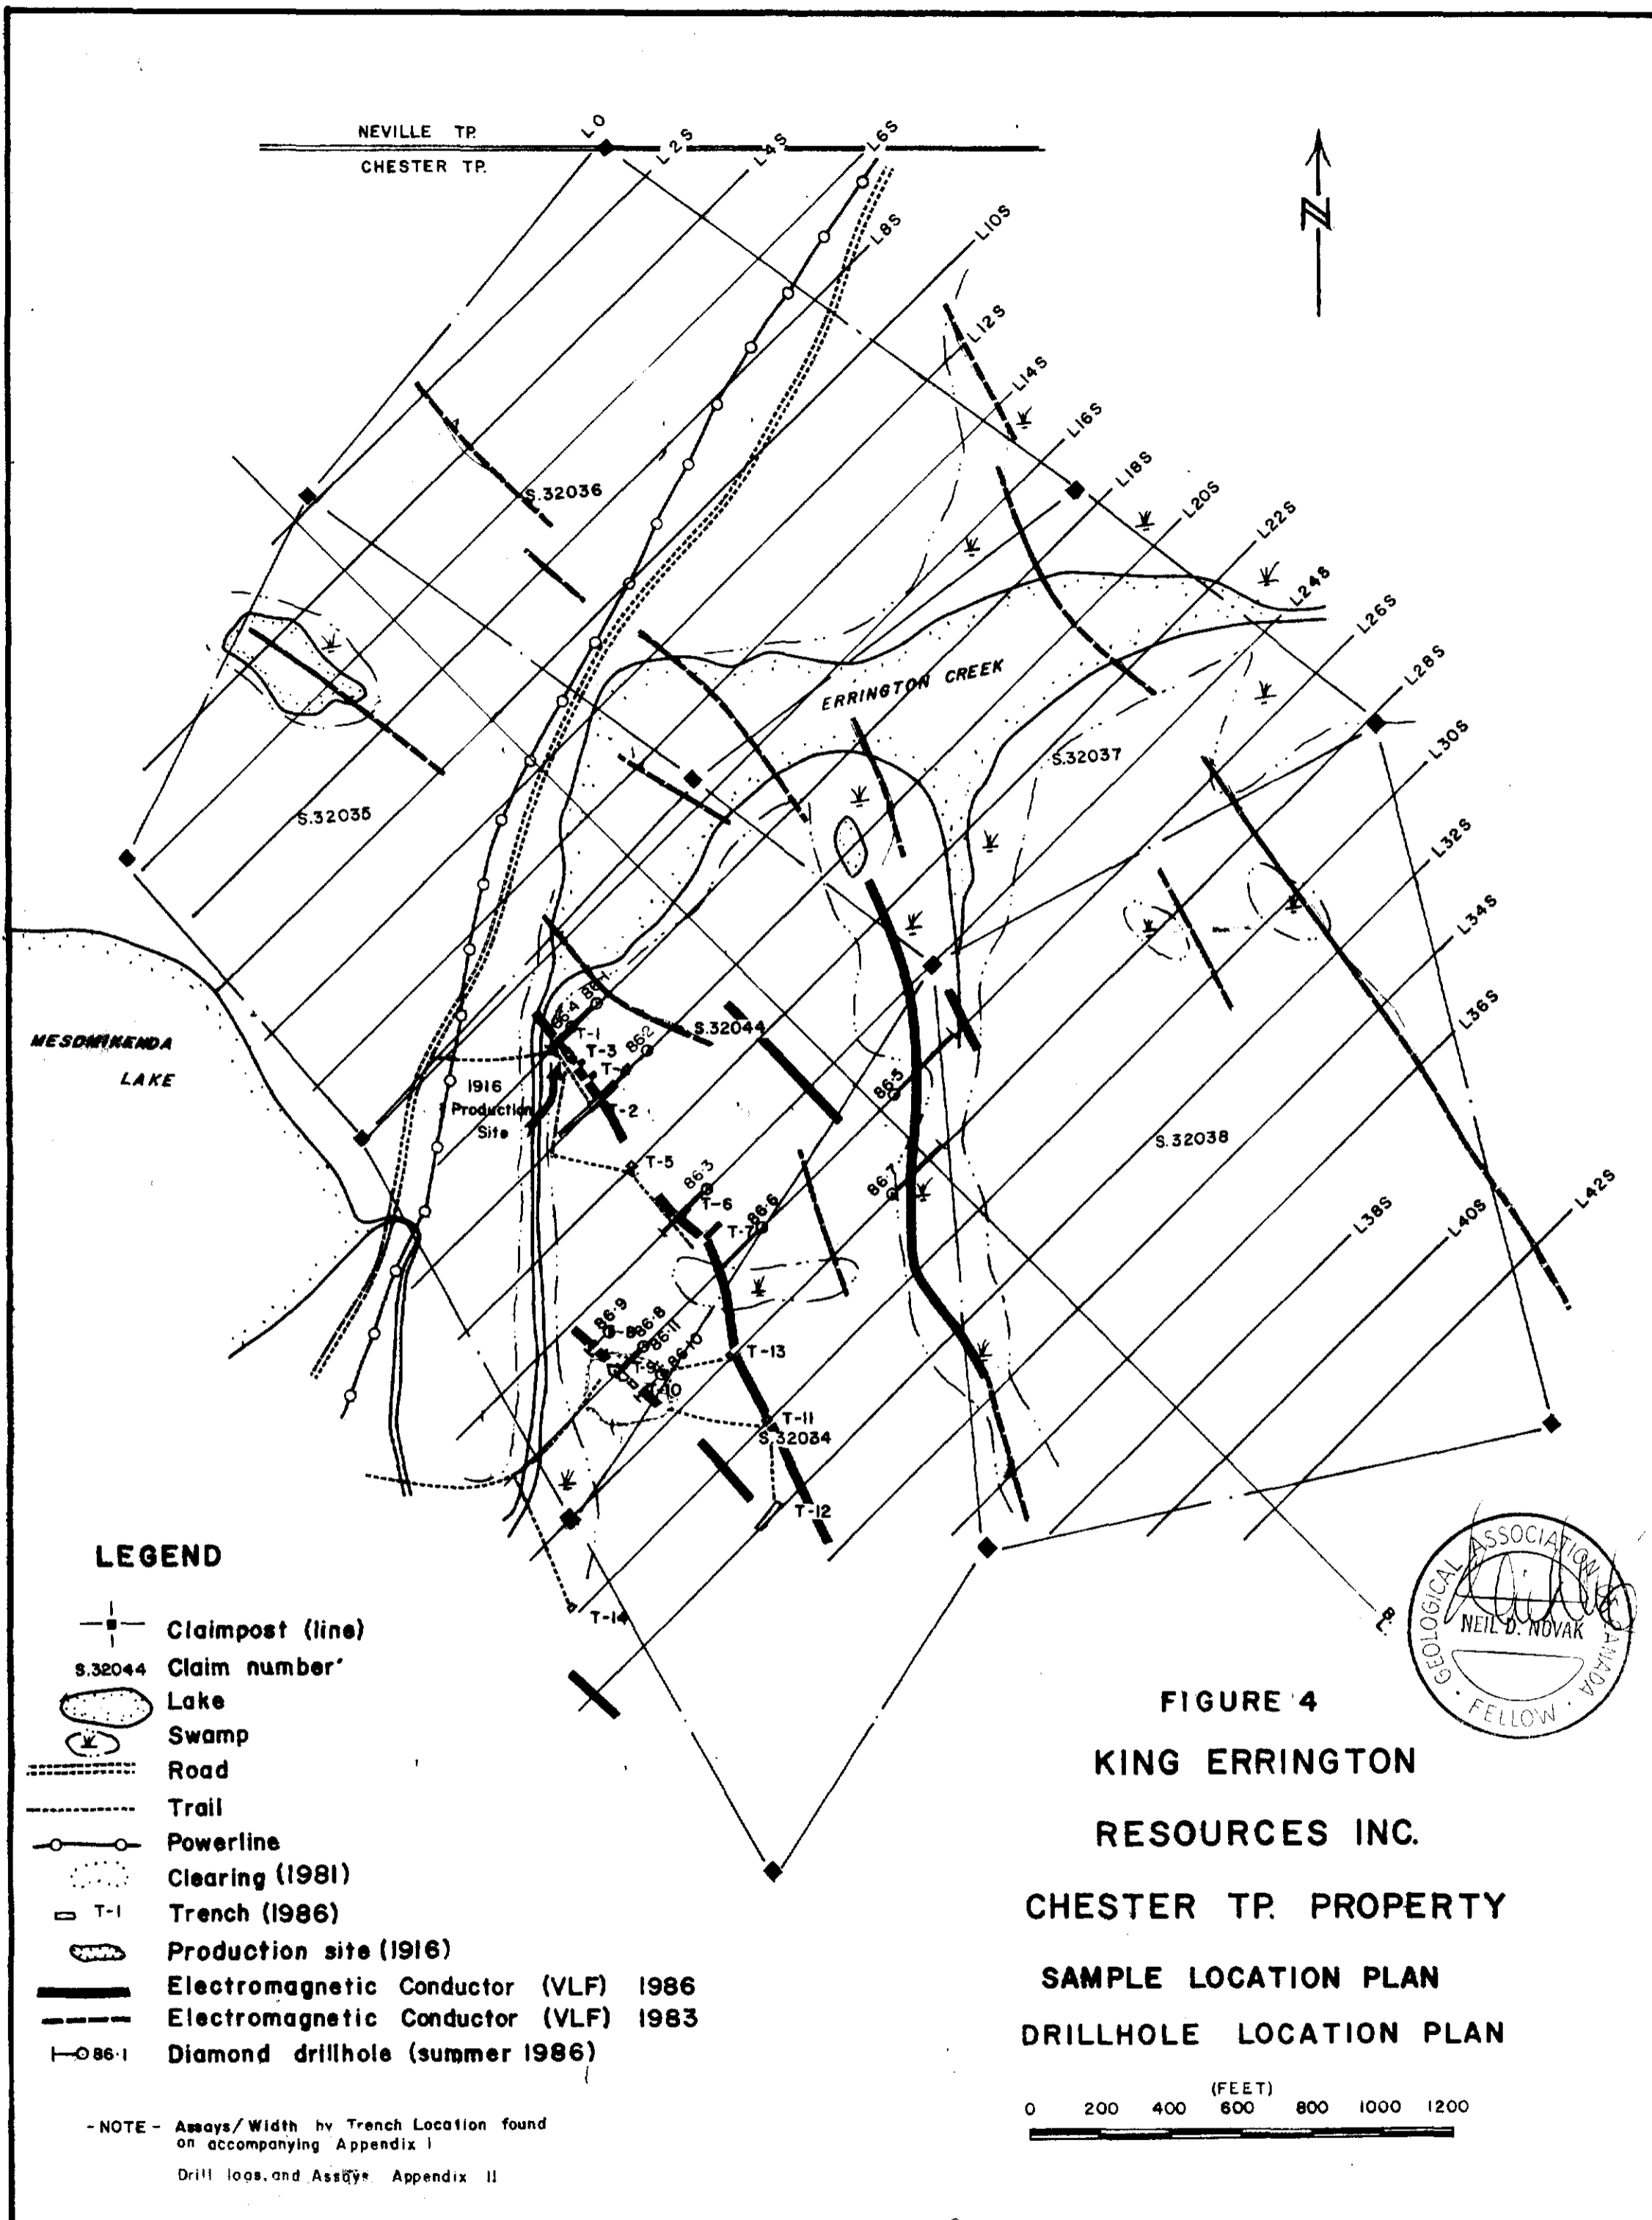 NEVILLE TP.
CHESTER TP.
L0
L2S
L4S
L6S
L8S
L10S
L12S
L14S
L16S
L18S
L20S
L22S
L24S
L26S
L28S
L30S
L32S
L34S
L36S
L38S
L40S
L42S
N
S.32036
ERRINGTON CREEK
S.32037
S.32035
MESOMIKENDA
LAKE
86·1
86·4
T-1
T-3
86·2
T-2
S.32044
1916
Production
Site
86·5
S.32038
T-5
86·3
T-6
86·6
T-7
86·7
86·9
86·8
86·11
86·10
T-9
T-10
T-13
T-11
S.32034
T-12
T-14
B.L.
LEGEND
Claimpost (line)
S.32044 Claim number
Lake
Swamp
Road
Trail
Powerline
Clearing (1981)
T-1 Trench (1986)
Production site (1916)
Electromagnetic Conductor (VLF) 1986
Electromagnetic Conductor (VLF) 1983
86·1 Diamond drillhole (summer 1986)
- NOTE - Assays/Width by Trench Location found
on accompanying Appendix I
Drill logs, and Assays Appendix II
GEOLOGICAL ASSOCIATION CANADA
NEIL D. NOVAK
FELLOW
FIGURE 4
KING ERRINGTON
RESOURCES INC.
CHESTER TP. PROPERTY
SAMPLE LOCATION PLAN
DRILLHOLE LOCATION PLAN
(FEET)
0 200 400 600 800 1000 1200